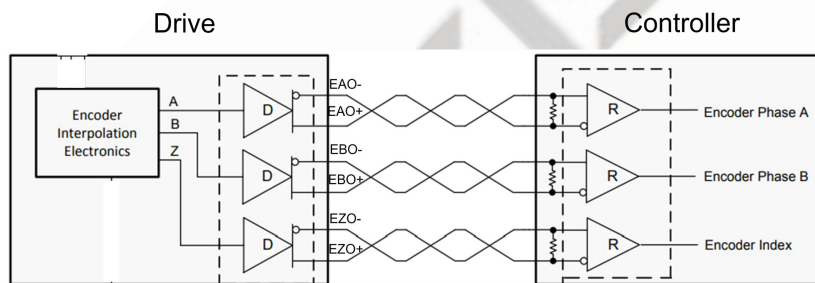 Drive
Controller
Encoder
Interpolation
Electronics
A
B
Z
D
D
D
EAO-
EAO+
EBO-
EBO+
EZO-
EZO+
R
R
R
Encoder Phase A
Encoder Phase B
Encoder Index